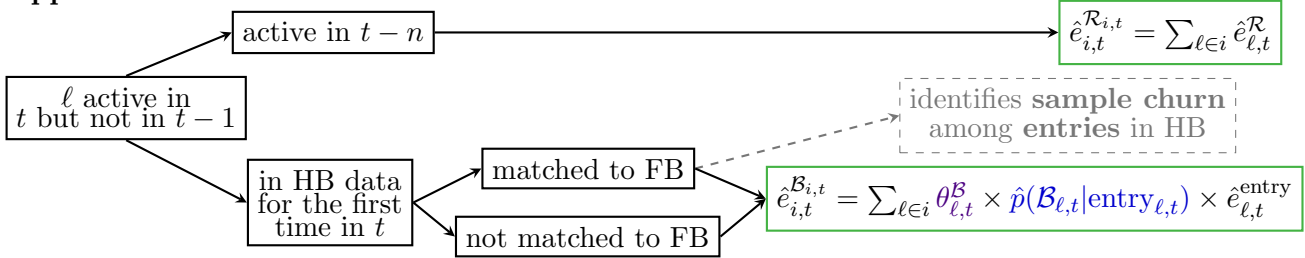 active in t − n
ê_{i,t}^{ℛ_{i,t}} = ∑_{ℓ∈i} ê_{ℓ,t}^{ℛ}
ℓ active in
t but not in t − 1
identifies sample churn
among entries in HB
in HB data
for the first
time in t
matched to FB
not matched to FB
ê_{i,t}^{ℬ_{i,t}} = ∑_{ℓ∈i} θ_{ℓ,t}^{ℬ} × p̂(ℬ_{ℓ,t}|entry_{ℓ,t}) × ê_{ℓ,t}^{entry}